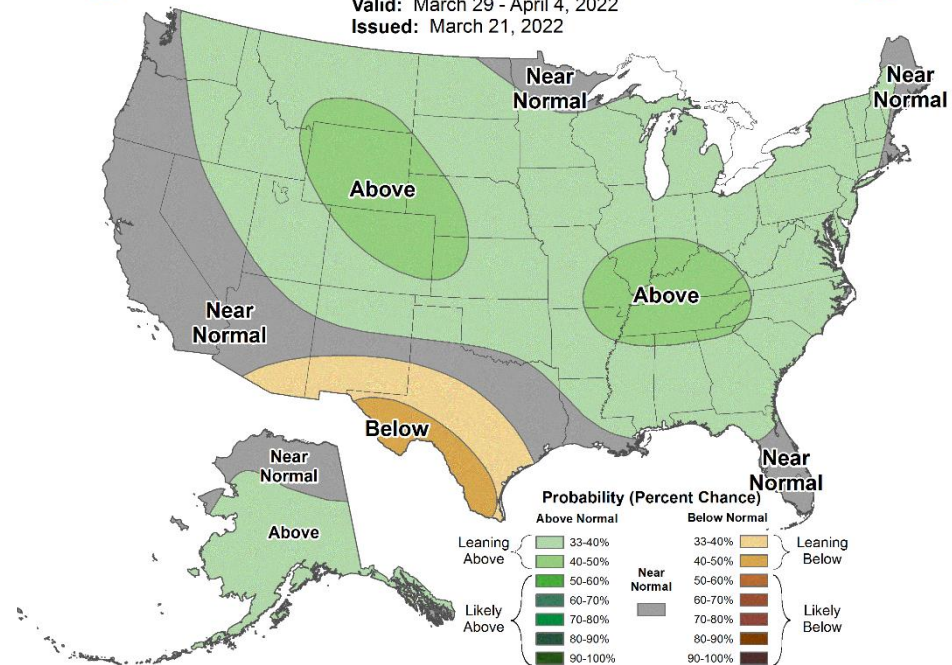 Valid: March 29 - April 4, 2022
Issued: March 21, 2022
Near
Normal
Near
Normal
Above
Above
Near
Normal
Below
Near
Normal
Above
Near
Normal
Probability (Percent Chance)
Above Normal
Below Normal
Leaning
Above
33-40%
40-50%
Likely
Above
50-60%
60-70%
70-80%
80-90%
90-100%
Near
Normal
33-40%
40-50%
Leaning
Below
50-60%
60-70%
70-80%
80-90%
90-100%
Likely
Below